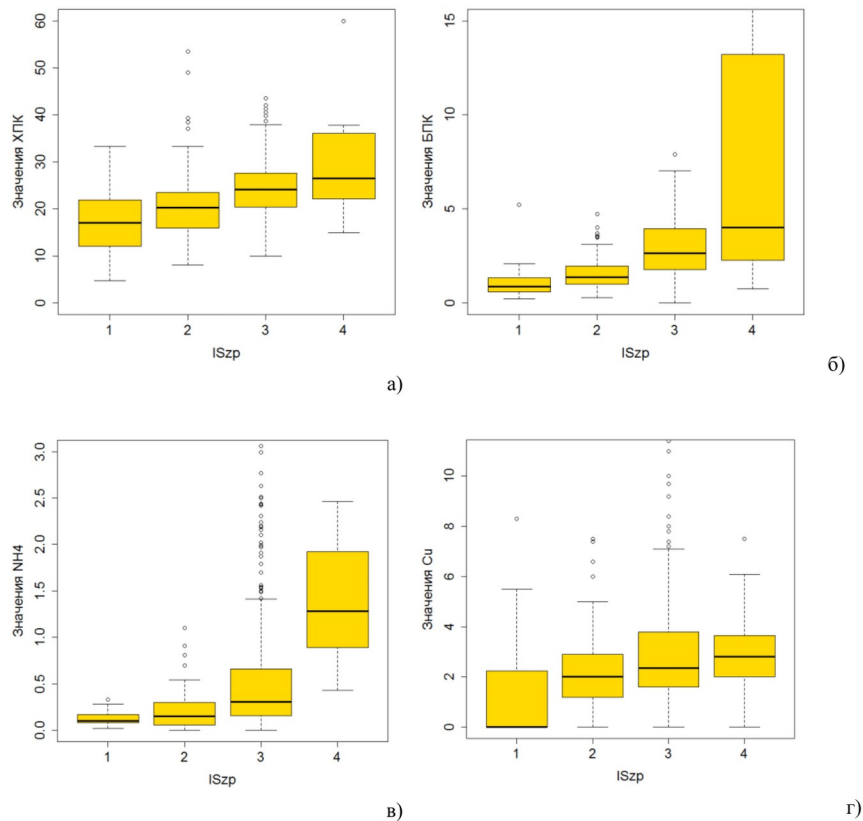 Значения ХПК
60
50
40
30
20
10
0
1 2 3 4
ISzp
а)
Значения БПК
15
10
5
0
1 2 3 4
ISzp
б)
Значения NH4
3.0
2.5
2.0
1.5
1.0
0.5
0.0
1 2 3 4
ISzp
в)
Значения Cu
10
8
6
4
2
0
1 2 3 4
ISzp
г)